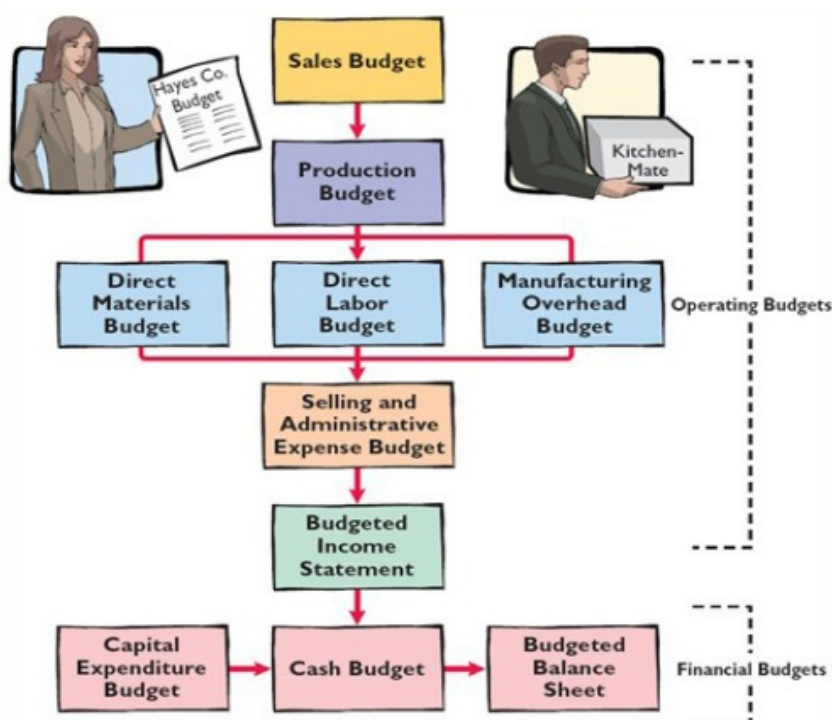 Hayes Co.
Budget
Sales Budget
Kitchen-
Mate
Production
Budget
Direct
Materials
Budget
Direct
Labor
Budget
Manufacturing
Overhead
Budget
Operating Budgets
Selling and
Administrative
Expense Budget
Budgeted
Income
Statement
Capital
Expenditure
Budget
Cash Budget
Budgeted
Balance
Sheet
Financial Budgets